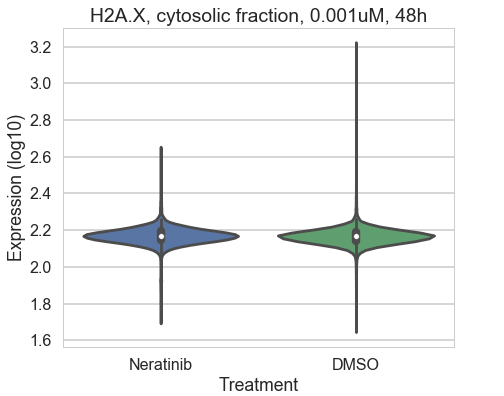 H2A.X, cytosolic fraction, 0.001uM, 48h
Expression (log10)
3.2
3.0
2.8
2.6
2.4
2.2
2.0
1.8
1.6
Neratinib DMSO
Treatment